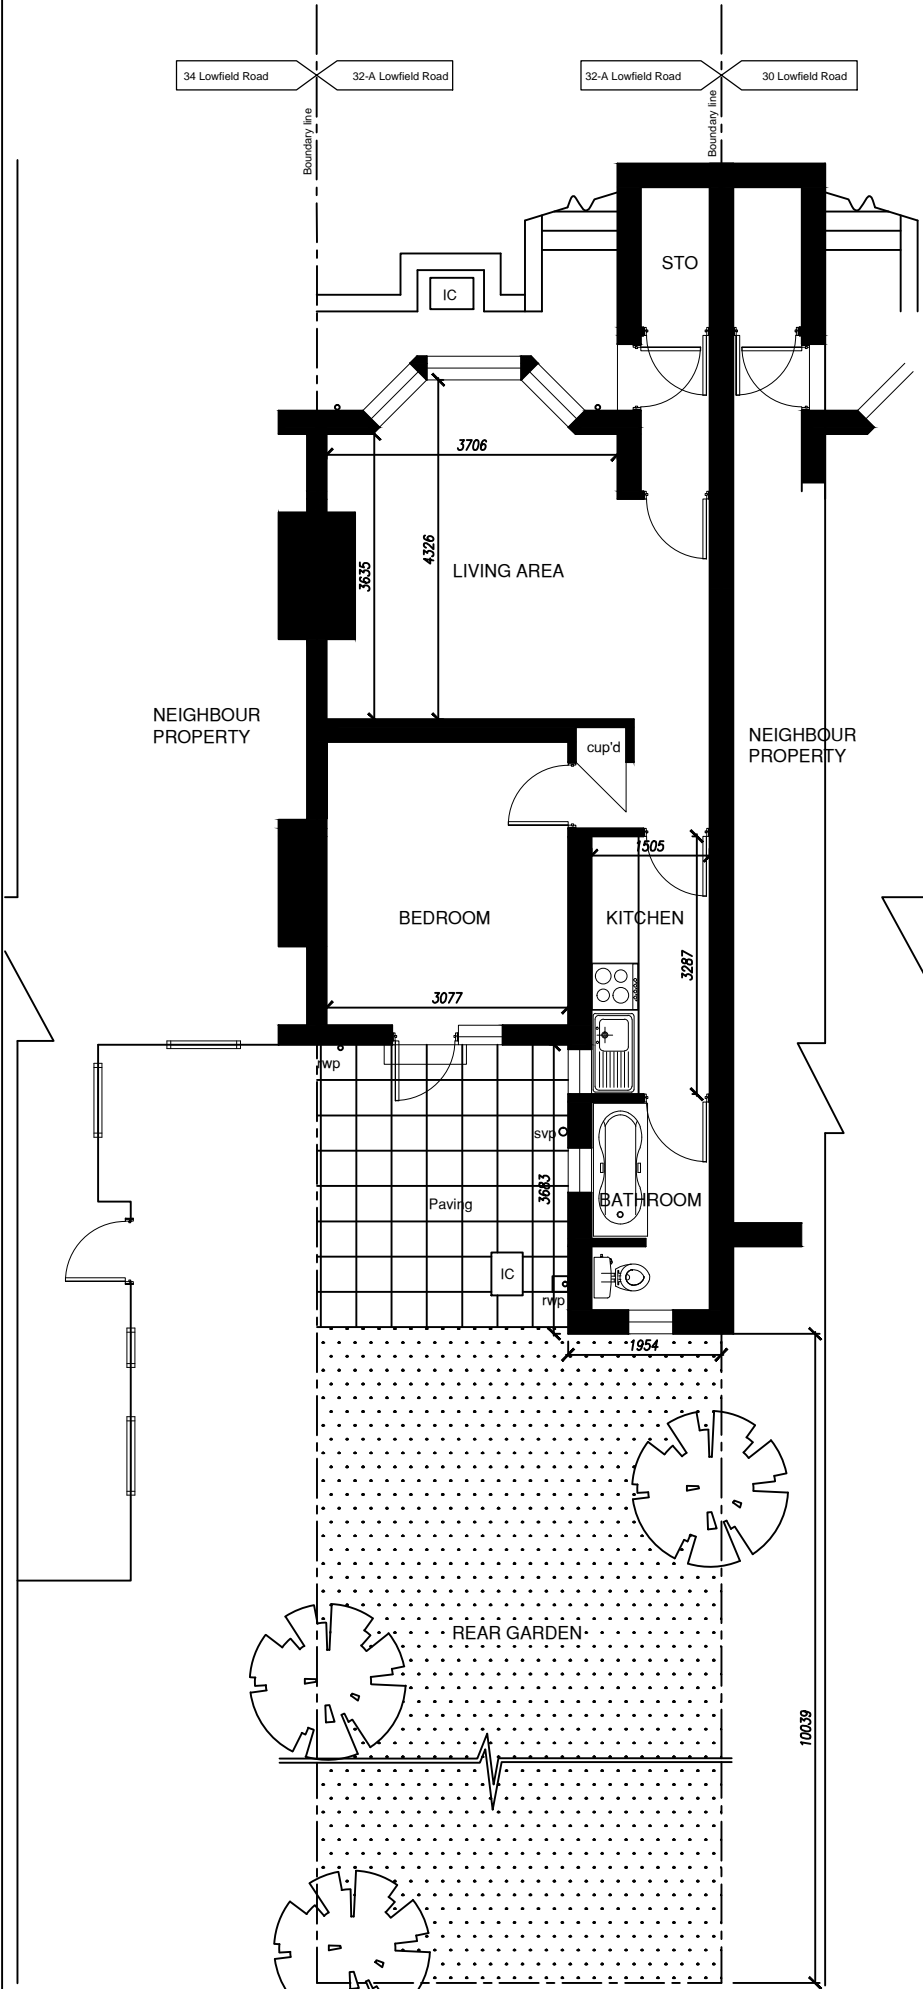 34 Lowfield Road
32-A Lowfield Road
32-A Lowfield Road
30 Lowfield Road
Boundary line
Boundary line
STO
IC
3706
4326
3635
LIVING AREA
NEIGHBOUR
PROPERTY
NEIGHBOUR
PROPERTY
cup'd
1505
BEDROOM
KITCHEN
3287
3077
rwp
svp
3683
BATHROOM
Paving
IC
rwp
1954
REAR GARDEN
10039